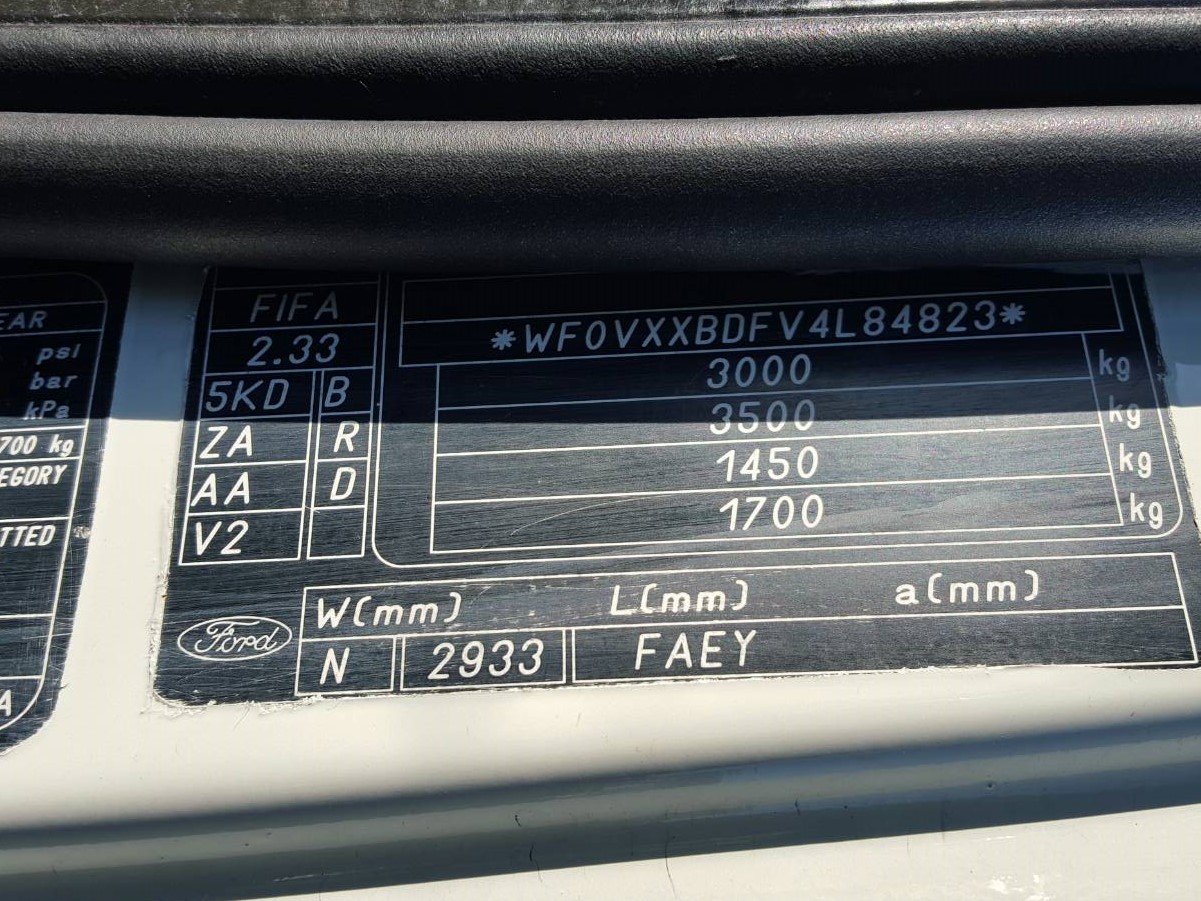 EAR
psi
bar
kPa
700 kg
EGORY
TTED
A
FIFA
2.33
5KD B
ZA R
AA D
V2
*WF0VXXBDFV4L84823*
3000 kg
3500 kg
1450 kg
1700 kg
Ford
W(mm) L(mm) a(mm)
N 2933 FAEY